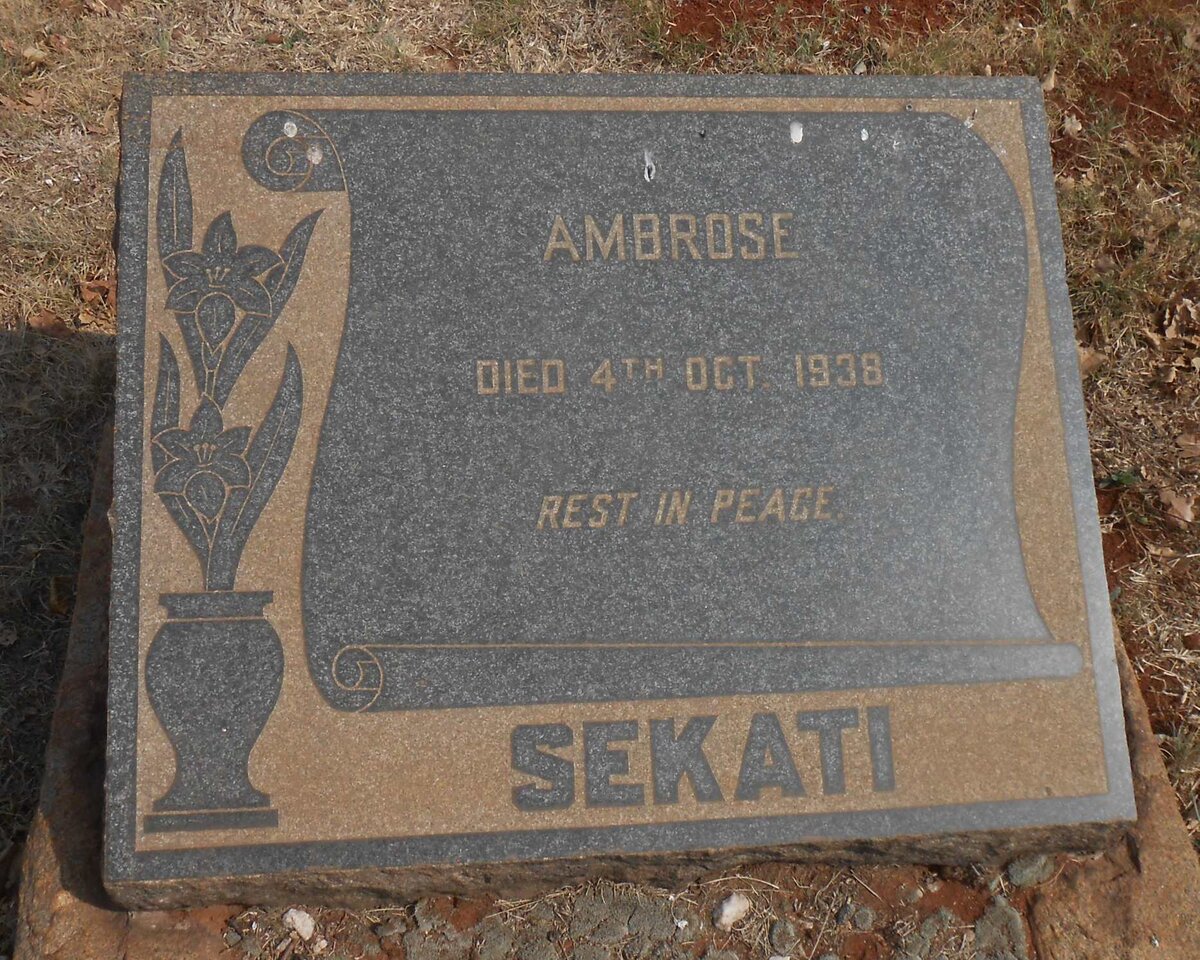 AMBROSE
DIED 4TH OCT. 1938
REST IN PEACE.
SEKATI